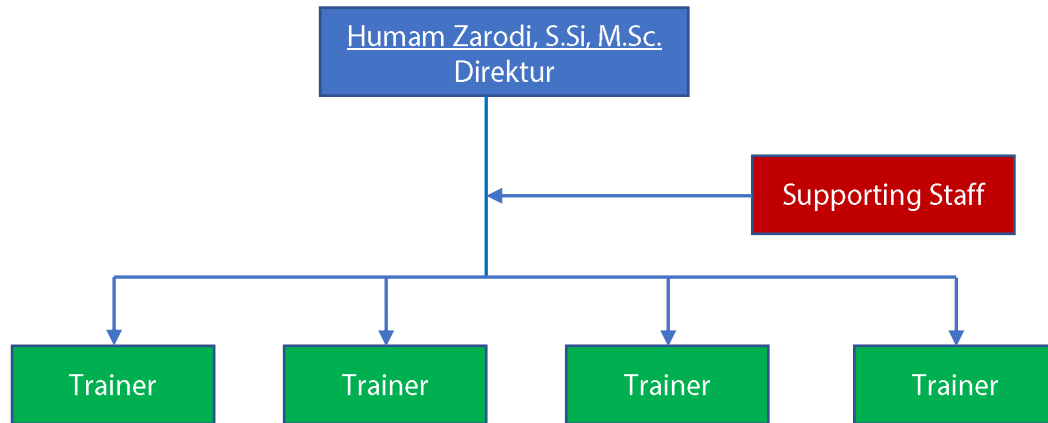 Humam Zarodi, S.Si, M.Sc.
Direktur
Supporting Staff
Trainer
Trainer
Trainer
Trainer